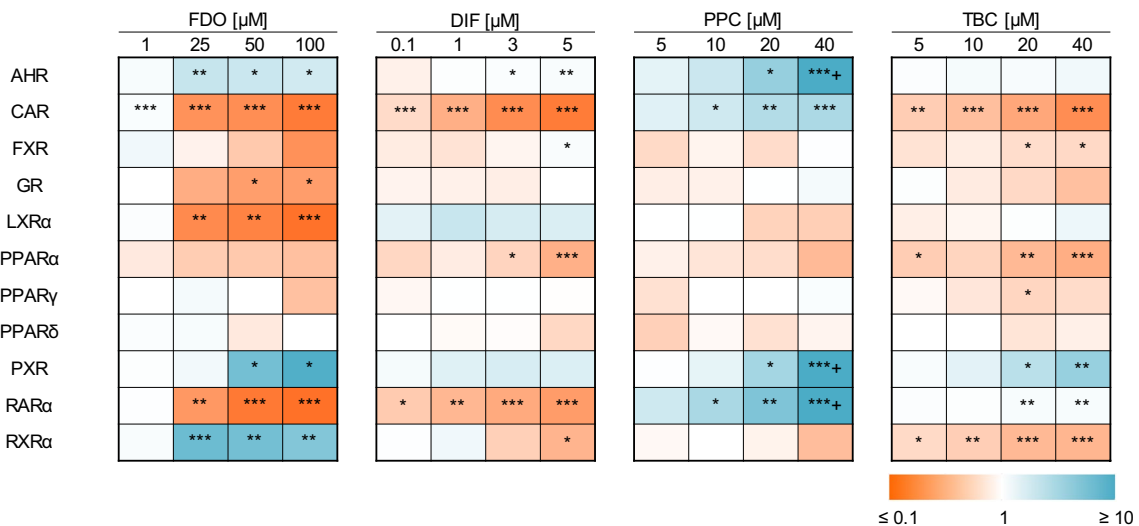 FDO [µM] DIF [µM] PPC [µM] TBC [µM]
1 25 50 100 0.1 1 3 5 5 10 20 40 5 10 20 40
AHR ** * * * ** * ***+
CAR *** *** *** *** *** *** *** *** * ** *** ** *** *** ***
FXR * * *
GR * *
LXRα ** ** ***
PPARα * *** * ** ***
PPARγ *
PPARδ
PXR * * * ***+ * **
RARα ** *** *** * ** *** *** * ** ***+ ** **
RXRα *** ** ** * * ** *** ***
≤ 0.1 1 ≥ 10